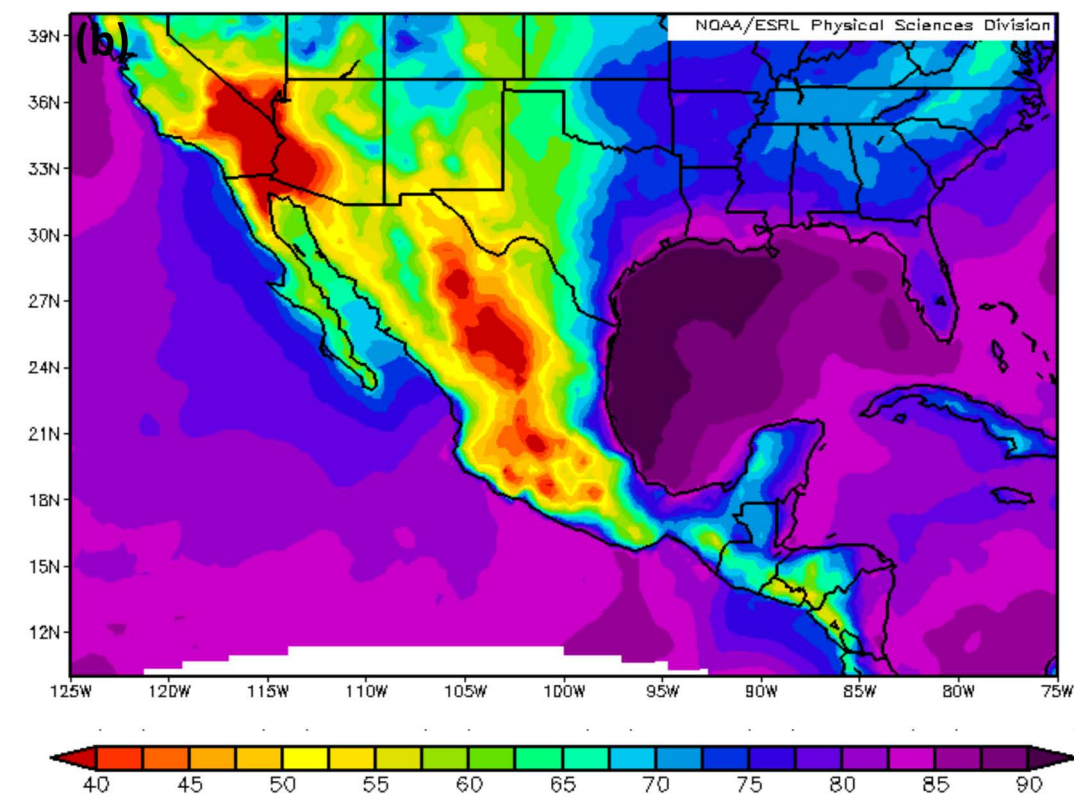 (b)
NOAA/ESRL Physical Sciences Division
39N
36N
33N
30N
27N
24N
21N
18N
15N
12N
125W 120W 115W 110W 105W 100W 95W 90W 85W 80W 75W
40 45 50 55 60 65 70 75 80 85 90